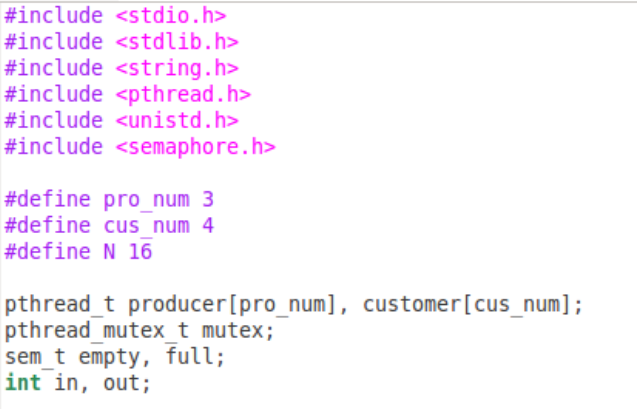 #include <stdio.h>
#include <stdlib.h>
#include <string.h>
#include <pthread.h>
#include <unistd.h>
#include <semaphore.h>
#define pro_num 3
#define cus_num 4
#define N 16
pthread_t producer[pro_num], customer[cus_num];
pthread_mutex_t mutex;
sem_t empty, full;
int in, out;